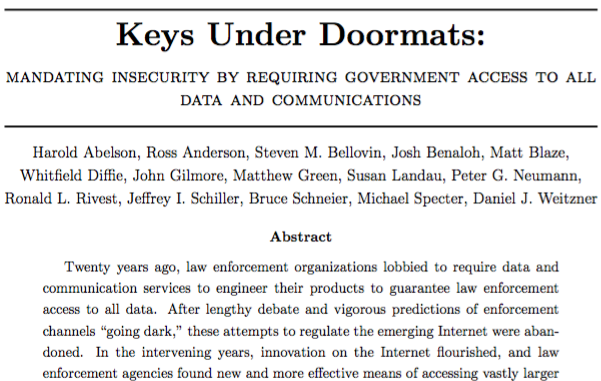 Keys Under Doormats:
MANDATING INSECURITY BY REQUIRING GOVERNMENT ACCESS TO ALL
DATA AND COMMUNICATIONS
Harold Abelson, Ross Anderson, Steven M. Bellovin, Josh Benaloh, Matt Blaze,
Whitfield Diffie, John Gilmore, Matthew Green, Susan Landau, Peter G. Neumann,
Ronald L. Rivest, Jeffrey I. Schiller, Bruce Schneier, Michael Specter, Daniel J. Weitzner
Abstract
Twenty years ago, law enforcement organizations lobbied to require data and
communication services to engineer their products to guarantee law enforcement
access to all data. After lengthy debate and vigorous predictions of enforcement
channels “going dark,” these attempts to regulate the emerging Internet were aban-
doned. In the intervening years, innovation on the Internet flourished, and law
enforcement agencies found new and more effective means of accessing vastly larger